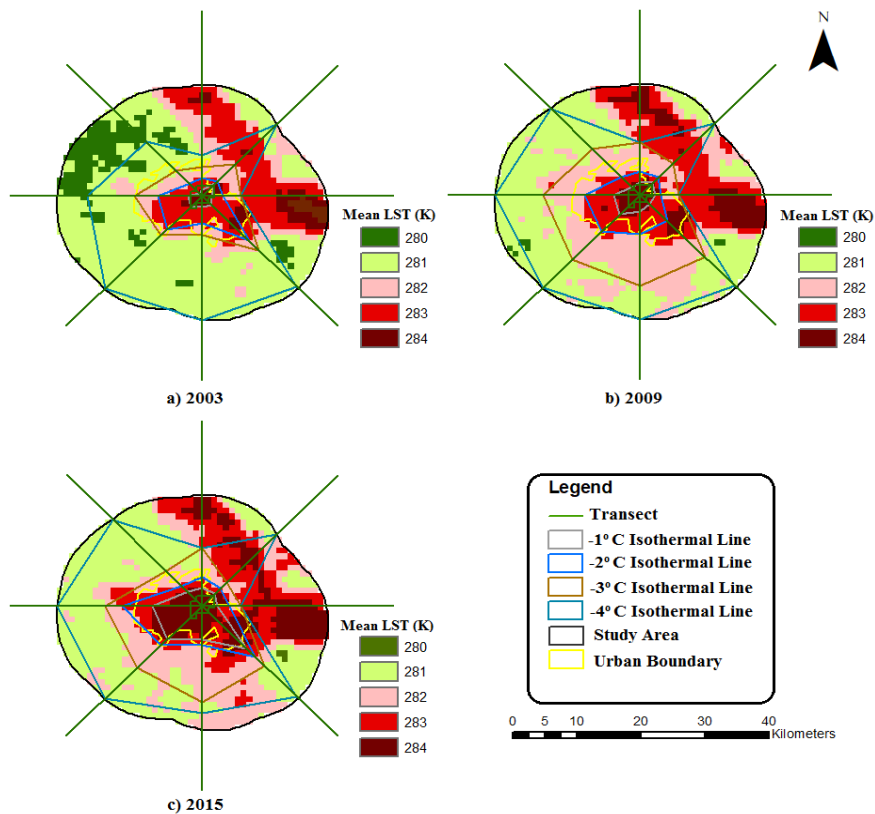 N
Mean LST (K)
280
281
282
283
284
a) 2003
Mean LST (K)
280
281
282
283
284
b) 2009
Mean LST (K)
280
281
282
283
284
c) 2015
Legend
Transect
-1° C Isothermal Line
-2° C Isothermal Line
-3° C Isothermal Line
-4° C Isothermal Line
Study Area
Urban Boundary
0 5 10 20 30 40
Kilometers